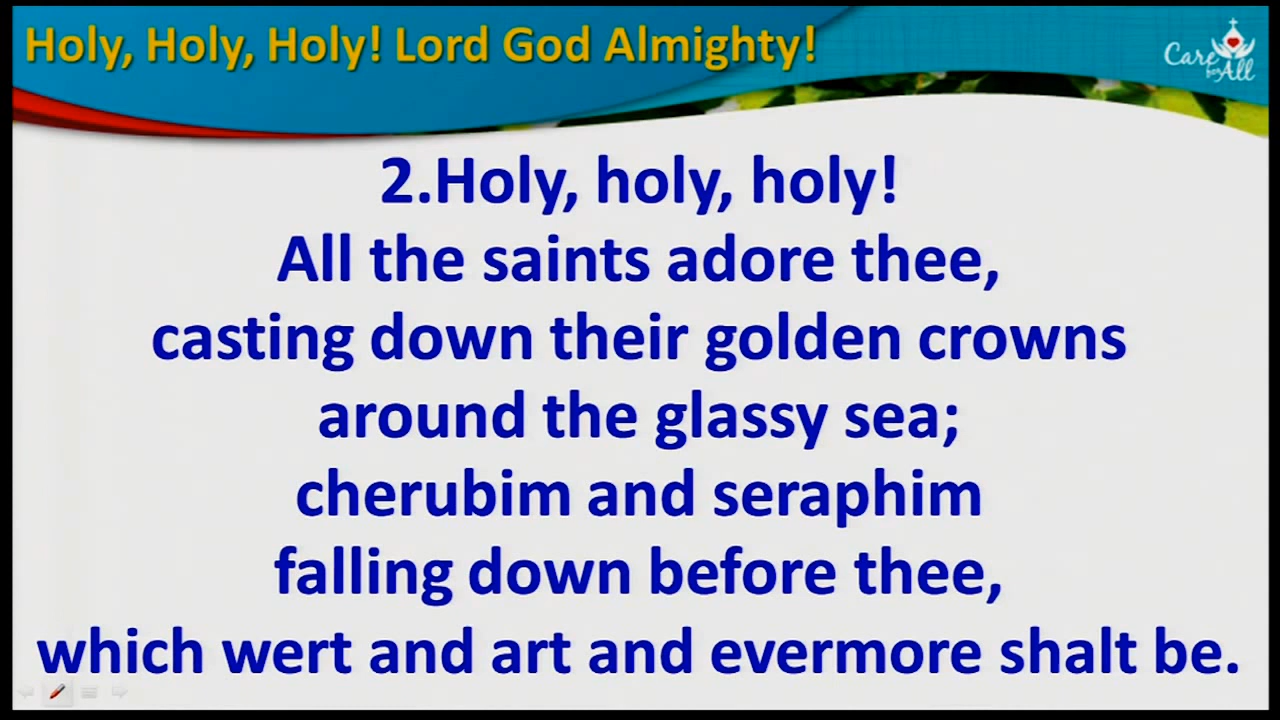 Holy, Holy, Holy! Lord God Almighty!
Care
for All
2.Holy, holy, holy!
All the saints adore thee,
casting down their golden crowns
around the glassy sea;
cherubim and seraphim
falling down before thee,
which wert and art and evermore shalt be.